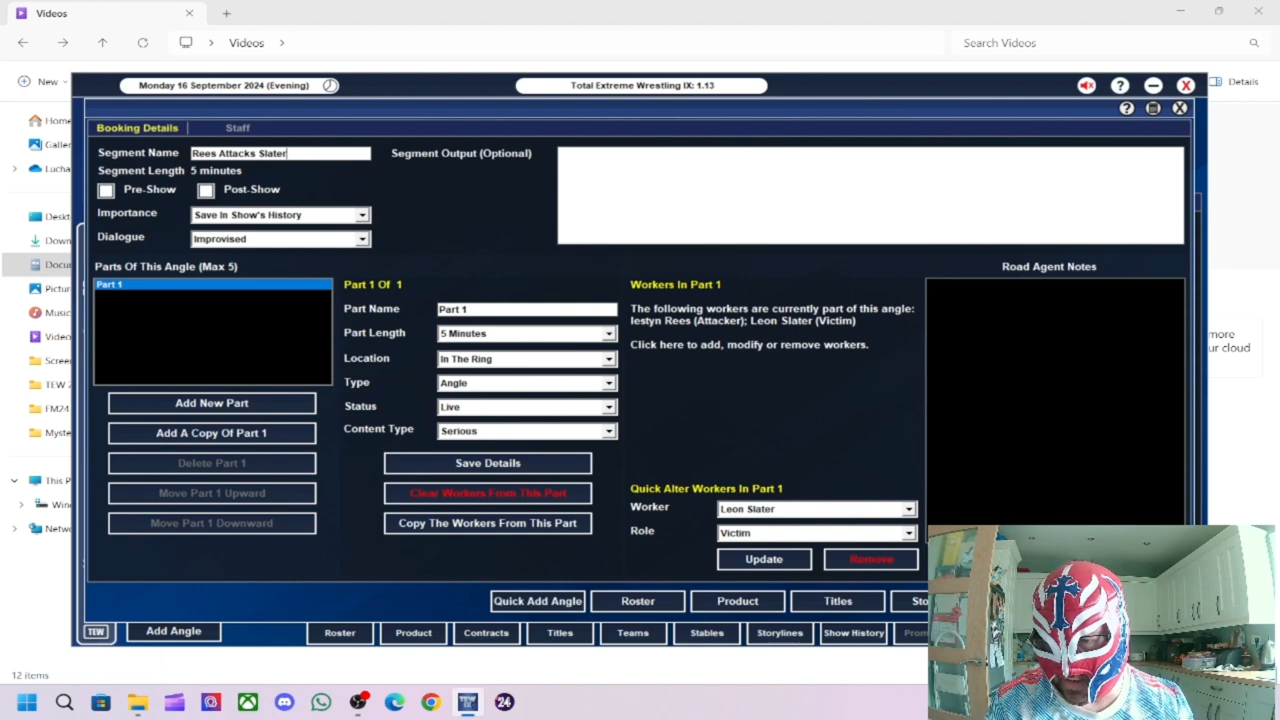 Videos
Videos
Search Videos
New
Details
Home
Monday 16 September 2024 (Evening)
Total Extreme Wrestling IX: 1.13
Booking Details
Staff
Segment Name
Rees Attacks Slater
Segment Output (Optional)
Segment Length
5 minutes
Pre-Show
Post-Show
Importance
Save In Show's History
Dialogue
Improvised
Parts Of This Angle (Max 5)
Part 1
Part 1 Of 1
Part Name
Part 1
Part Length
5 Minutes
Location
In The Ring
Type
Angle
Status
Live
Content Type
Serious
Workers In Part 1
The following workers are currently part of this angle:
Iestyn Rees (Attacker); Leon Slater (Victim)
Click here to add, modify or remove workers.
Road Agent Notes
Add New Part
Add A Copy Of Part 1
Delete Part 1
Move Part 1 Upward
Move Part 1 Downward
Save Details
Clear Workers From This Part
Copy The Workers From This Part
Quick Alter Workers In Part 1
Worker
Leon Slater
Role
Victim
Update
Remove
Quick Add Angle
Roster
Product
Titles
TEW
Add Angle
Roster
Product
Contracts
Titles
Teams
Stables
Storylines
Show History
more
ur cloud
12 items
24